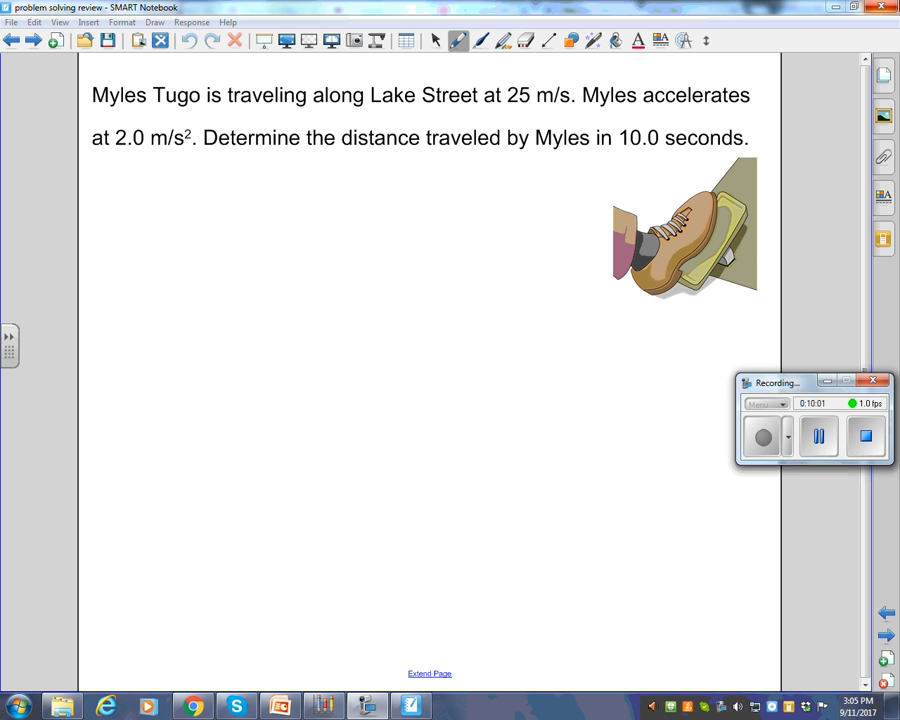 problem solving review - SMART Notebook
File Edit View Insert Format Draw Response Help
Myles Tugo is traveling along Lake Street at 25 m/s. Myles accelerates
at 2.0 m/s². Determine the distance traveled by Myles in 10.0 seconds.
Recording...
Menu 0:10:01 1.0 fps
Extend Page
3:05 PM
9/11/2017